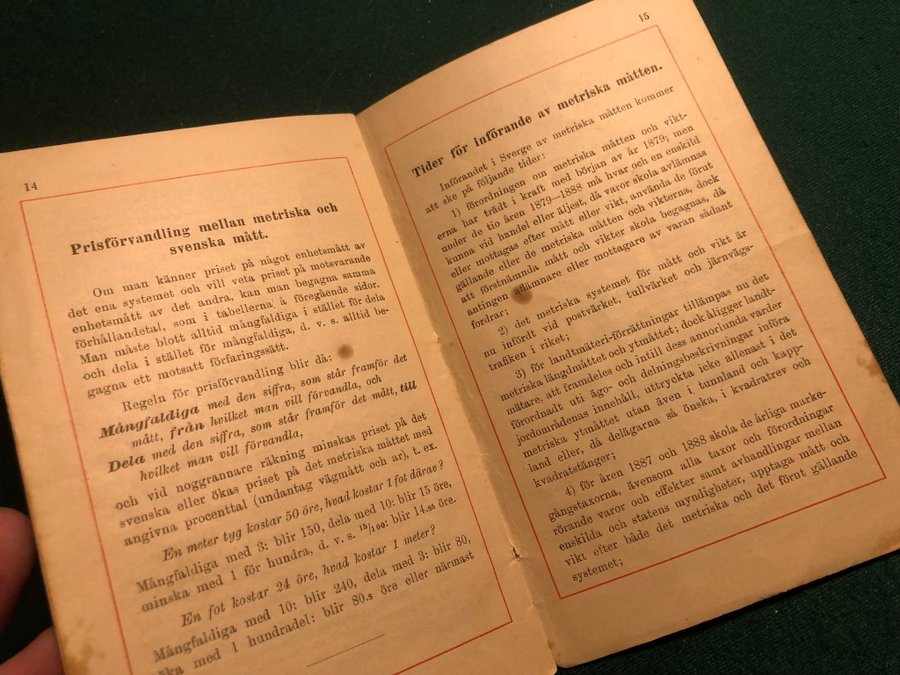 14
Prisförvandling mellan metriska och
svenska mått.
Om man känner priset på något enhetsmått av
det ena systemet och vill veta priset på motsvarande
enhetsmått av det andra, kan man begagna samma
förhållandetal, som i tabellerna å föregående sidor.
Man måste blott alltid mångfaldiga i stället för dela
och dela i stället för mångfaldiga, d. v. s. alltid be-
gagna ett motsatt förfaringssätt.
Regeln för prisförvandling blir då:
Mångfaldiga med den siffra, som står framför det
mått, från hvilket man vill förvandla, och
Dela med den siffra, som står framför det mått, till
hvilket man vill förvandla,
och vid noggrannare räkning minskas priset på det
svenska eller ökas priset på det metriska måttet med
angivna procenttal (undantag vägmått och ar), t. ex.
En meter tyg kostar 50 öre, hvad kostar 1 fot därav?
Mångfaldiga med 3: blir 150, dela med 10: blir 15 öre,
minska med 1 för hundra, d. v. s. 15/100: blir 14.85 öre.
En fot kostar 24 öre, hvad kostar 1 meter?
Mångfaldiga med 10: blir 240, dela med 3: blir 80,
öka med 1 hundradel: blir 80.8 öre eller närmast
15
Tider för införande av metriska måtten.
Införandet i Sverge av metriska måtten kommer
att ske på följande tider:
1) förordningen om metriska måtten och vikt-
erna har trädt i kraft med början av år 1879; men
under de tio åren 1879–1888 må hvar och en enskild
kunna vid handel eller äljest, då varor skola avlämnas
eller mottagas efter mått eller vikt, använda de förut
gällande eller de metriska måtten och vikterna, dock
att förstnämnda mått och vikter skola begagnas, då
antingen avlämnare eller mottagare av varan sådant
fordrar;
2) det metriska systemet för mått och vikt är
nu infördt vid postvärket, tullvärket och järnvägs-
trafiken i riket;
3) för landtmäteri-förrättningar tillämpas nu det
metriska längdmåttet och ytmåttet; dock åligger landt-
mätare, att framdeles och intill dess annorlunda varder
förordnadt uti ägo- och delningsbeskrivningar införa
jordområdenas innehåll, uttryckta icke allenast i det
metriska ytmåttet utan även i tunnland och kapp-
land eller, då delägarna så önska, i kvadratrev och
kvadratstänger;
4) för åren 1887 och 1888 skola de årliga marke-
gångstaxorna, ävensom alla taxor och förordningar
rörande varor och effekter samt avhandlingar mellan
enskilda och statens myndigheter, upptaga mått och
vikt efter både det metriska och det förut gällande
systemet;